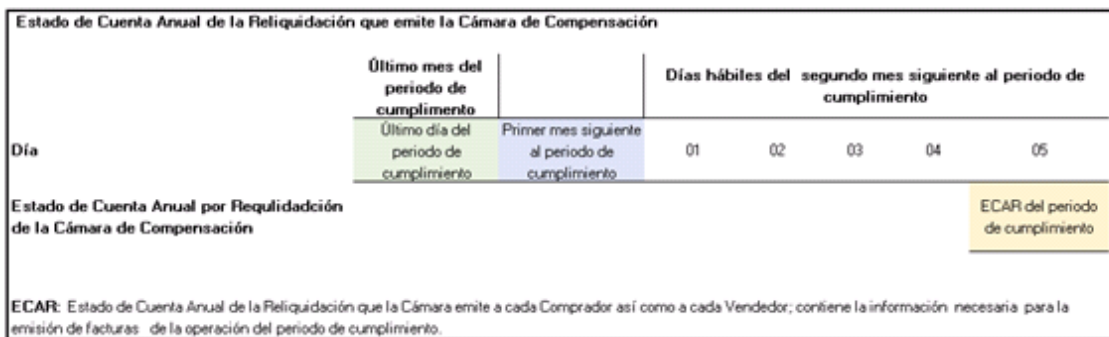 Estado de Cuenta Anual de la Reliquidación que emite la Cámara de Compensación
Último mes del
periodo de
cumplimento
Días hábiles del segundo mes siguiente al periodo de
cumplimiento
Día
Último día del
periodo de
cumplimiento
Primer mes siguiente
al periodo de
cumplimiento
01 02 03 04 05
Estado de Cuenta Anual por Requlidadción
de la Cámara de Compensación
ECAR del periodo
de cumplimiento
ECAR: Estado de Cuenta Anual de la Reliquidación que la Cámara emite a cada Comprador así como a cada Vendedor; contiene la información necesaria para la
emisión de facturas de la operación del periodo de cumplimiento.